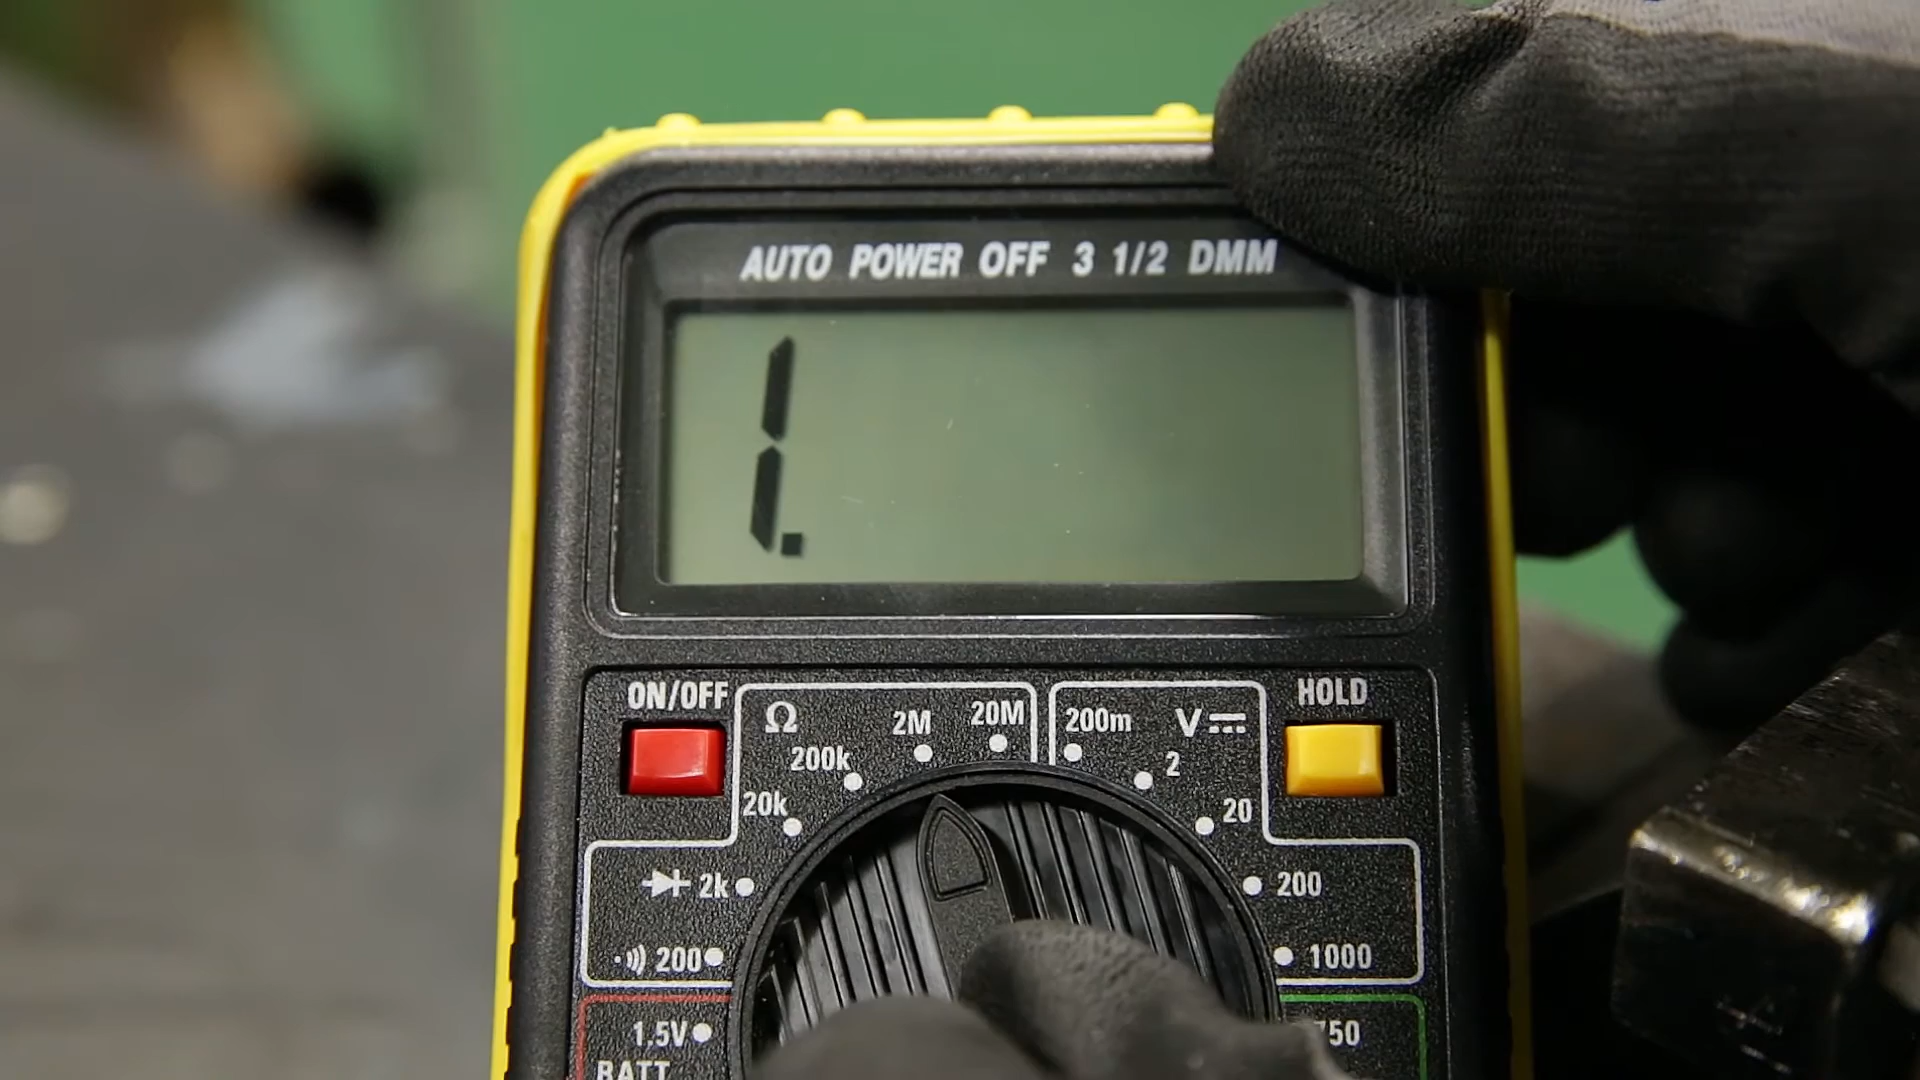 AUTO POWER OFF 3 1/2 DMM
1.
ON/OFF
HOLD
Ω
2M
20M
200m
V⎓
200k
2
20k
20
2k
200
200
1000
1.5V
750
BATT